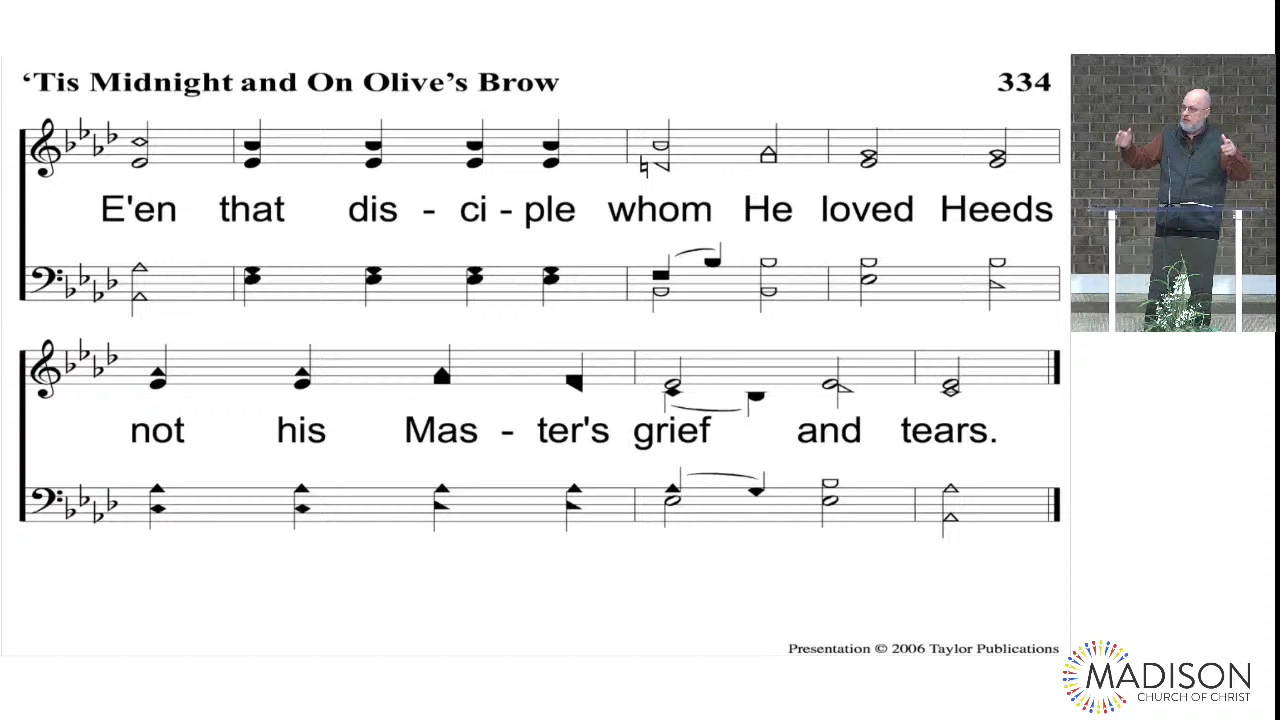 ‘Tis Midnight and On Olive’s Brow 334
E'en that dis - ci - ple whom He loved Heeds
not his Mas - ter's grief and tears.
Presentation © 2006 Taylor Publications
MADISON
CHURCH OF CHRIST